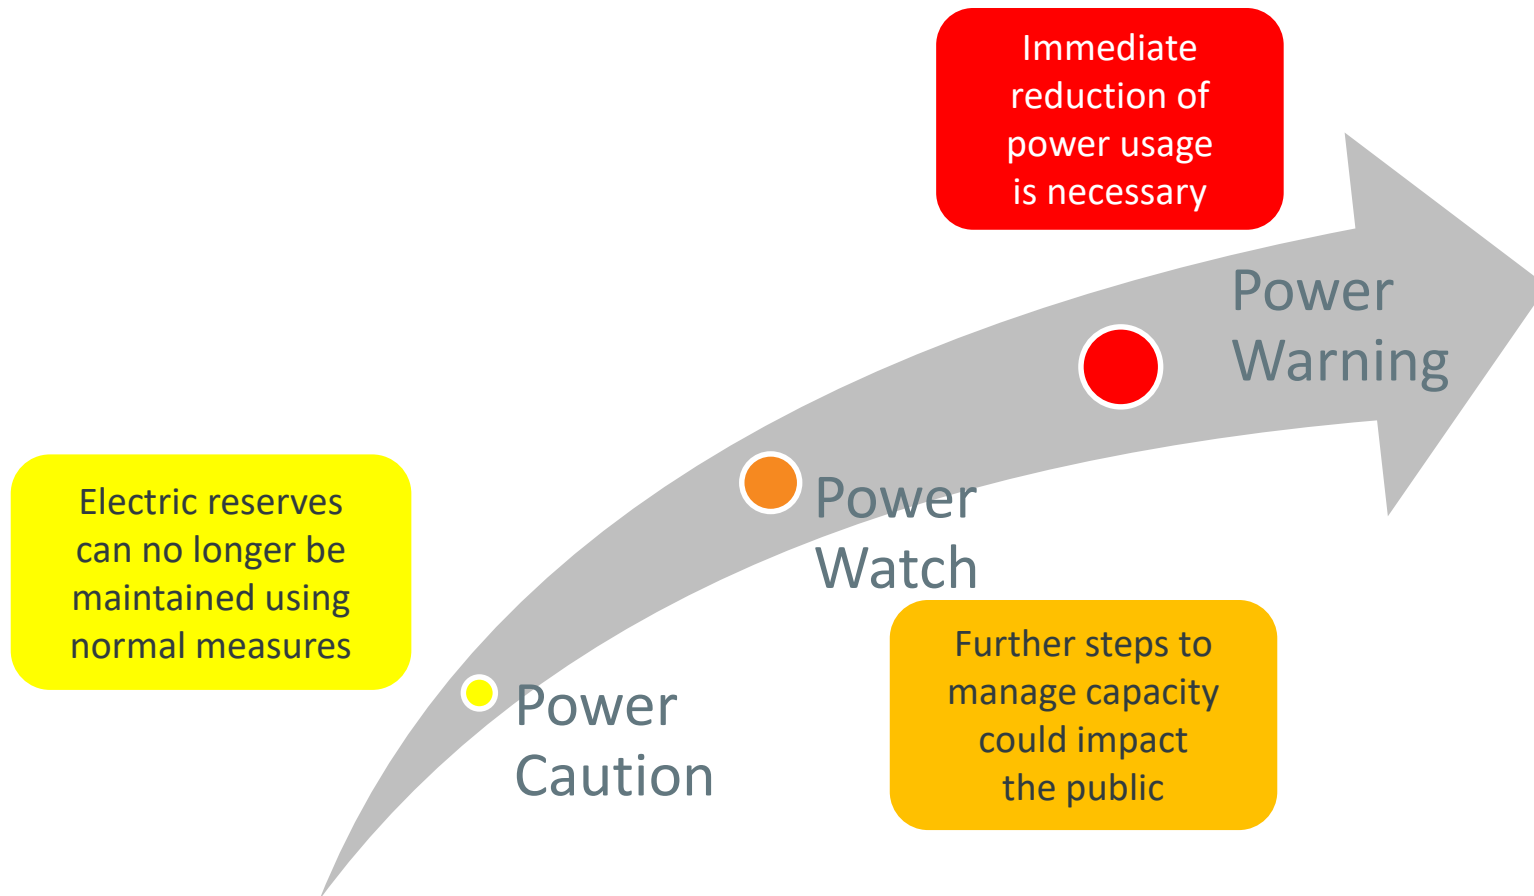 Immediate
reduction of
power usage
is necessary
Power
Warning
Electric reserves
can no longer be
maintained using
normal measures
Power
Watch
Further steps to
manage capacity
could impact
the public
Power
Caution